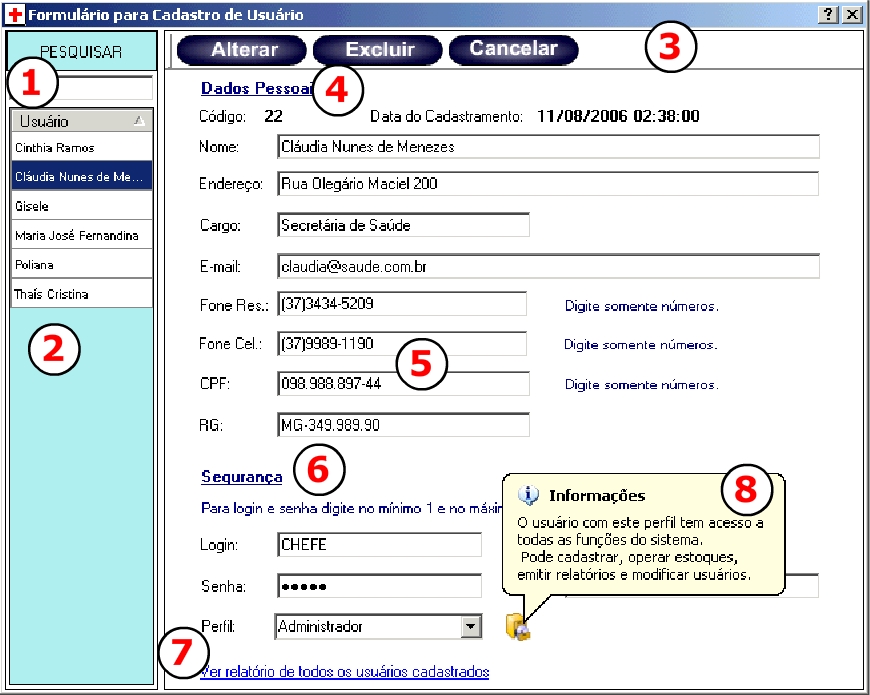 Formulário para Cadastro de Usuário
PESQUISAR
Alterar Excluir Cancelar
1
3
4
Usuário
Cinthia Ramos
Cláudia Nunes de Me...
Gisele
Maria José Fernandina
Poliana
Thaís Cristina
2
Dados Pessoai
Código: 22 Data do Cadastramento: 11/08/2006 02:38:00
Nome: Cláudia Nunes de Menezes
Endereço: Rua Olegário Maciel 200
Cargo: Secretária de Saúde
E-mail: claudia@saude.com.br
Fone Res.: (37)3434-5209 Digite somente números.
Fone Cel.: (37)9989-1190 Digite somente números.
5
CPF: 098.988.897-44 Digite somente números.
RG: MG-349.989.90
Segurança
6
Para login e senha digite no mínimo 1 e no máxi
Login: CHEFE
Senha: •••••
Perfil: Administrador
8
Informações
O usuário com este perfil tem acesso a
todas as funções do sistema.
Pode cadastrar, operar estoques,
emitir relatórios e modificar usuários.
7
Ver relatório de todos os usuários cadastrados